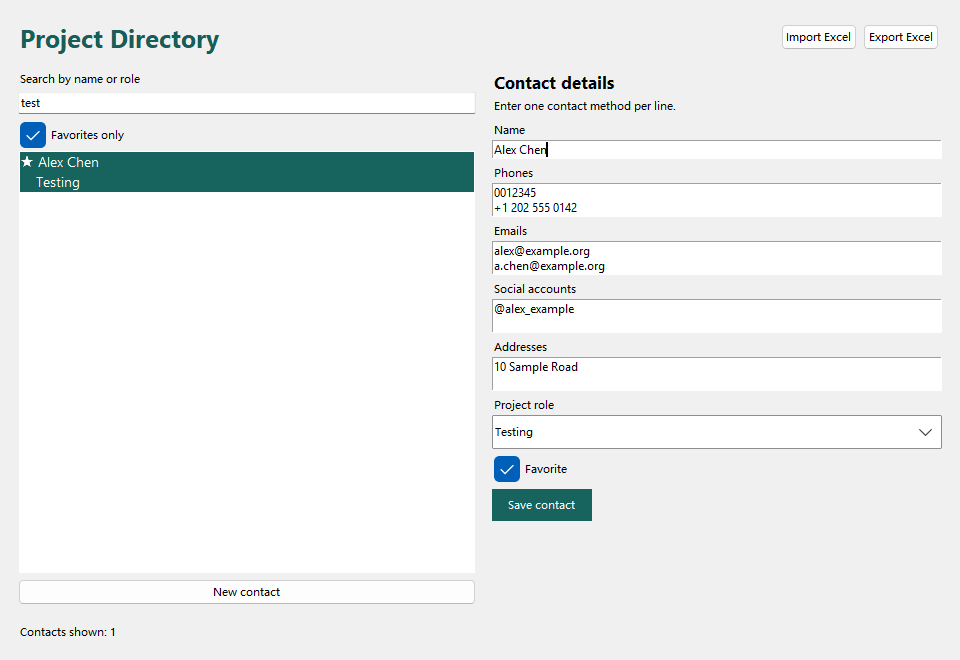 Project Directory
Import Excel
Export Excel
Search by name or role
test
Favorites only
★ Alex Chen
Testing
New contact
Contacts shown: 1
Contact details
Enter one contact method per line.
Name
Alex Chen
Phones
0012345
+1 202 555 0142
Emails
alex@example.org
a.chen@example.org
Social accounts
@alex_example
Addresses
10 Sample Road
Project role
Testing
Favorite
Save contact